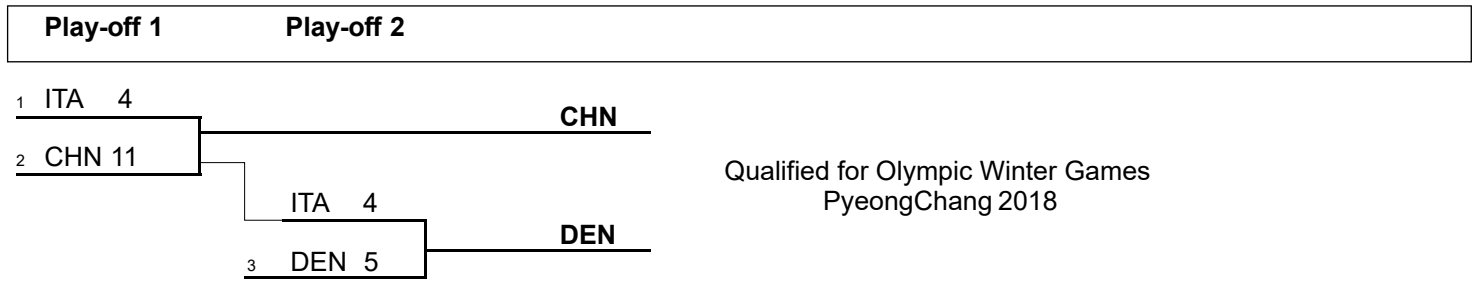 Play-off 1 Play-off 2
1 ITA 4
CHN
2 CHN 11
Qualified for Olympic Winter Games
PyeongChang 2018
ITA 4
DEN
3 DEN 5